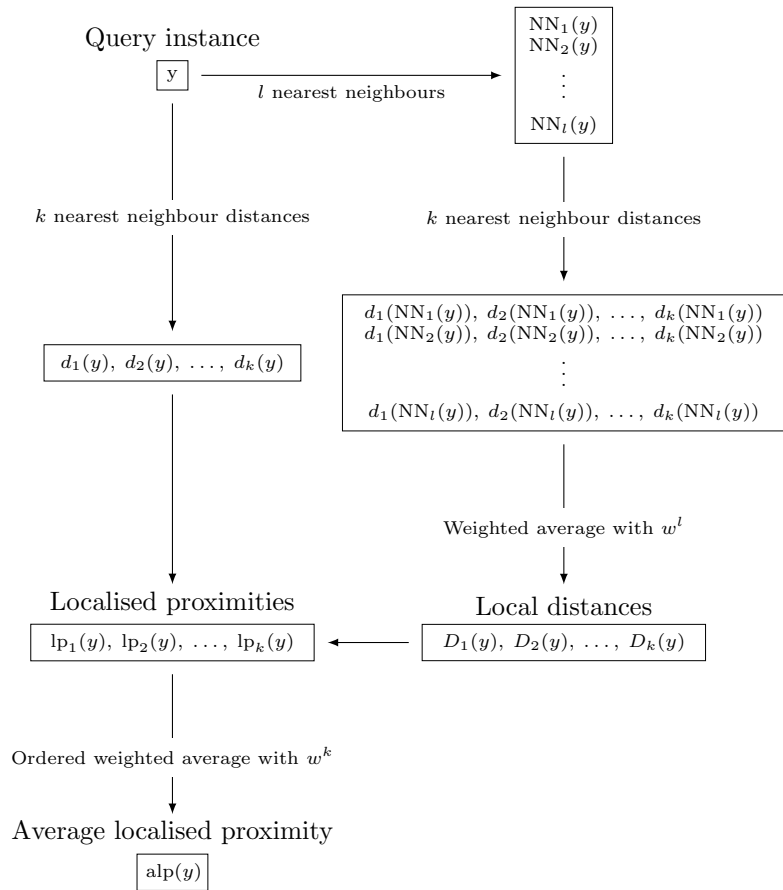 Query instance
y
l nearest neighbours
NN₁(y)
NN₂(y)
⋮
NNₗ(y)
k nearest neighbour distances
k nearest neighbour distances
d₁(y), d₂(y), …, dₖ(y)
d₁(NN₁(y)), d₂(NN₁(y)), …, dₖ(NN₁(y))
d₁(NN₂(y)), d₂(NN₂(y)), …, dₖ(NN₂(y))
⋮
d₁(NNₗ(y)), d₂(NNₗ(y)), …, dₖ(NNₗ(y))
Weighted average with wˡ
Localised proximities
lp₁(y), lp₂(y), …, lpₖ(y)
Local distances
D₁(y), D₂(y), …, Dₖ(y)
Ordered weighted average with wᵏ
Average localised proximity
alp(y)